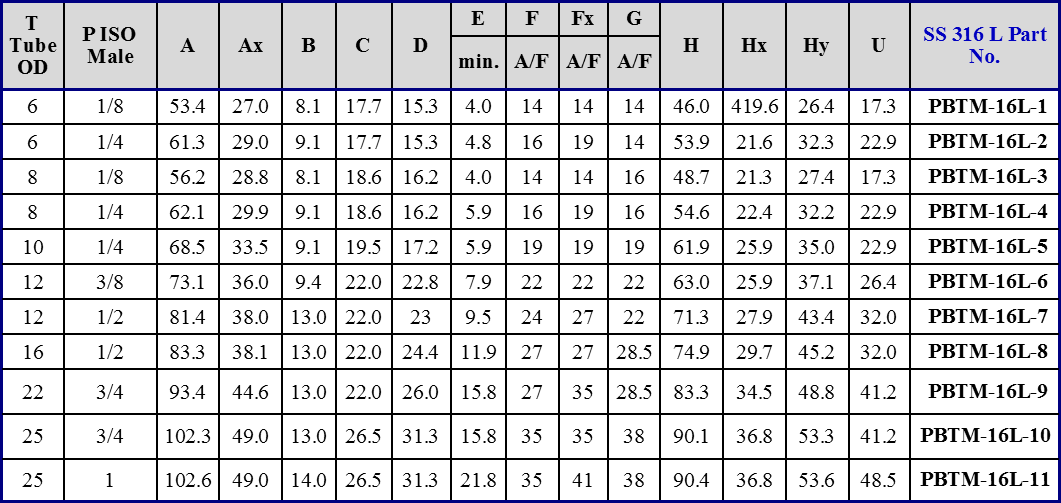 T Tube OD P ISO Male A Ax B C D E min. F A/F Fx A/F G A/F H Hx Hy U SS 316 L Part No.
6 1/8 53.4 27.0 8.1 17.7 15.3 4.0 14 14 14 46.0 419.6 26.4 17.3 PBTM-16L-1
6 1/4 61.3 29.0 9.1 17.7 15.3 4.8 16 19 14 53.9 21.6 32.3 22.9 PBTM-16L-2
8 1/8 56.2 28.8 8.1 18.6 16.2 4.0 14 14 16 48.7 21.3 27.4 17.3 PBTM-16L-3
8 1/4 62.1 29.9 9.1 18.6 16.2 5.9 16 19 16 54.6 22.4 32.2 22.9 PBTM-16L-4
10 1/4 68.5 33.5 9.1 19.5 17.2 5.9 19 19 19 61.9 25.9 35.0 22.9 PBTM-16L-5
12 3/8 73.1 36.0 9.4 22.0 22.8 7.9 22 22 22 63.0 25.9 37.1 26.4 PBTM-16L-6
12 1/2 81.4 38.0 13.0 22.0 23 9.5 24 27 22 71.3 27.9 43.4 32.0 PBTM-16L-7
16 1/2 83.3 38.1 13.0 22.0 24.4 11.9 27 27 28.5 74.9 29.7 45.2 32.0 PBTM-16L-8
22 3/4 93.4 44.6 13.0 22.0 26.0 15.8 27 35 28.5 83.3 34.5 48.8 41.2 PBTM-16L-9
25 3/4 102.3 49.0 13.0 26.5 31.3 15.8 35 35 38 90.1 36.8 53.3 41.2 PBTM-16L-10
25 1 102.6 49.0 14.0 26.5 31.3 21.8 35 41 38 90.4 36.8 53.6 48.5 PBTM-16L-11